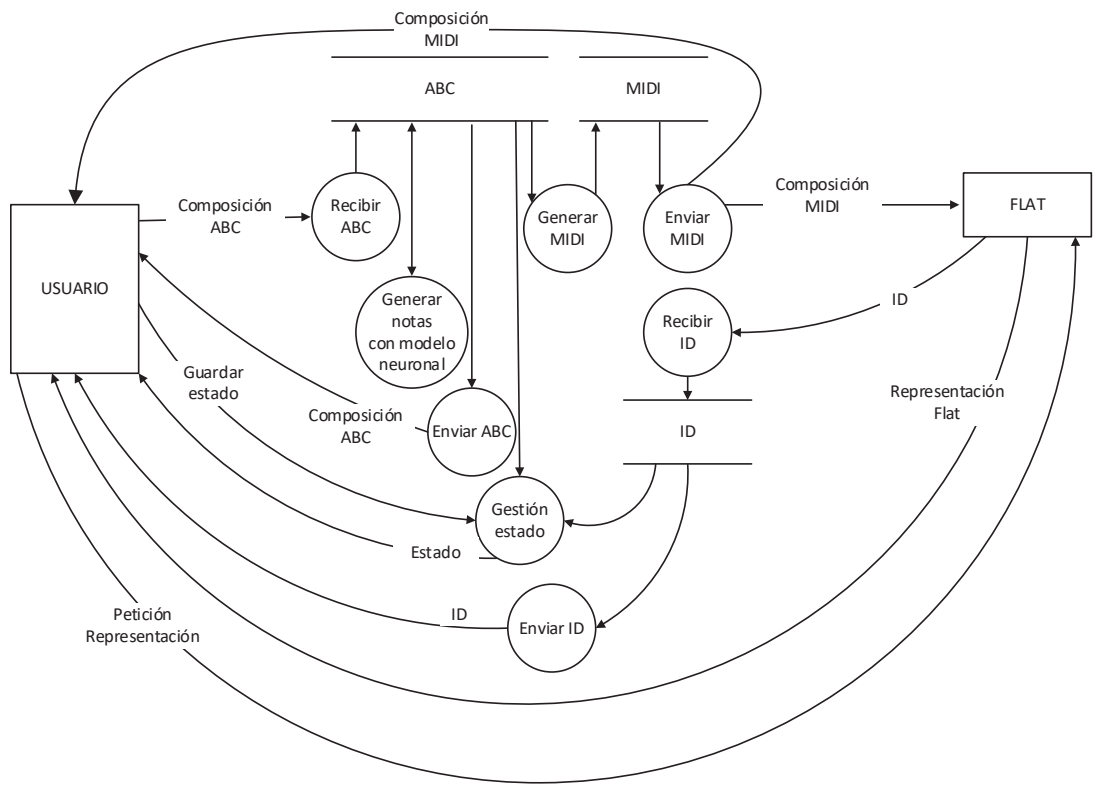 Composición
MIDI
ABC
MIDI
Composición
ABC
Recibir
ABC
Generar
MIDI
Enviar
MIDI
Composición
MIDI
FLAT
USUARIO
Generar
notas
con modelo
neuronal
Recibir
ID
ID
Guardar
estado
Composición
ABC
Enviar ABC
ID
Representación
Flat
Gestión
estado
Estado
Petición
Representación
ID
Enviar ID